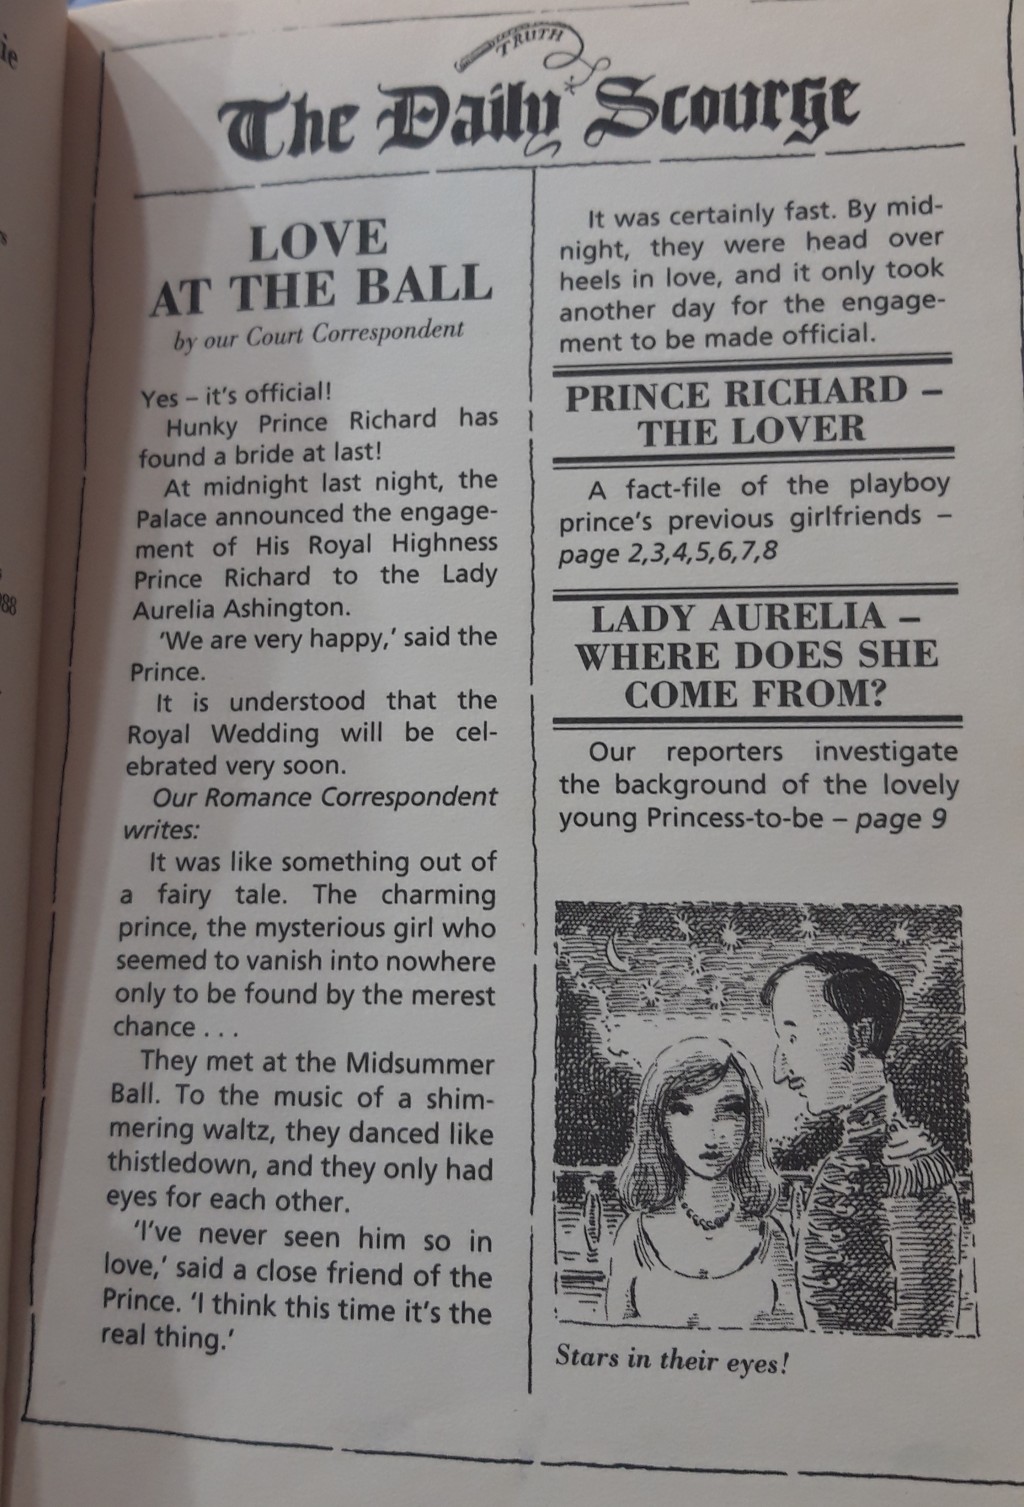 TRUTH
The Daily Scourge
LOVE
AT THE BALL
by our Court Correspondent
Yes – it's official!
Hunky Prince Richard has
found a bride at last!
At midnight last night, the
Palace announced the engage-
ment of His Royal Highness
Prince Richard to the Lady
Aurelia Ashington.
'We are very happy,' said the
Prince.
It is understood that the
Royal Wedding will be cel-
ebrated very soon.
Our Romance Correspondent
writes:
It was like something out of
a fairy tale. The charming
prince, the mysterious girl who
seemed to vanish into nowhere
only to be found by the merest
chance . . .
They met at the Midsummer
Ball. To the music of a shim-
mering waltz, they danced like
thistledown, and they only had
eyes for each other.
'I've never seen him so in
love,' said a close friend of the
Prince. 'I think this time it's the
real thing.'
It was certainly fast. By mid-
night, they were head over
heels in love, and it only took
another day for the engage-
ment to be made official.
PRINCE RICHARD –
THE LOVER
A fact-file of the playboy
prince's previous girlfriends –
page 2,3,4,5,6,7,8
LADY AURELIA –
WHERE DOES SHE
COME FROM?
Our reporters investigate
the background of the lovely
young Princess-to-be – page 9
Stars in their eyes!